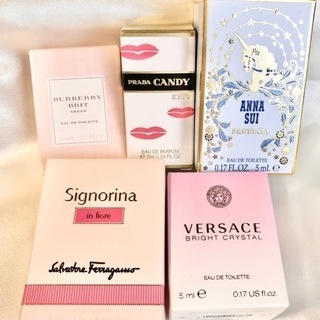 BURBERRY
BRIT
SHEER
EAU DE TOILETTE
PRADA CANDY
KISS
EAU DE PARFUM
7ml 0.24 FL.OZ
ANNA
SUI
FANTASIA
EAU DE TOILETTE
0.17 FL.OZ. 5 mL e
Signorina
in fiore
Salvatore Ferragamo
VERSACE
BRIGHT CRYSTAL
EAU DE TOILETTE
5 ml e 0.17 US fl.oz.